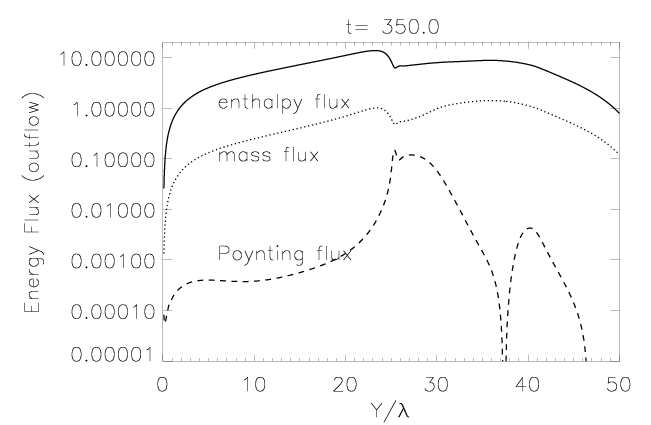 t= 350.0
10.00000
1.00000
0.10000
0.01000
0.00100
0.00010
0.00001
Energy Flux (outflow)
enthalpy flux
mass flux
Poynting flux
0 10 20 30 40 50
Y/λ